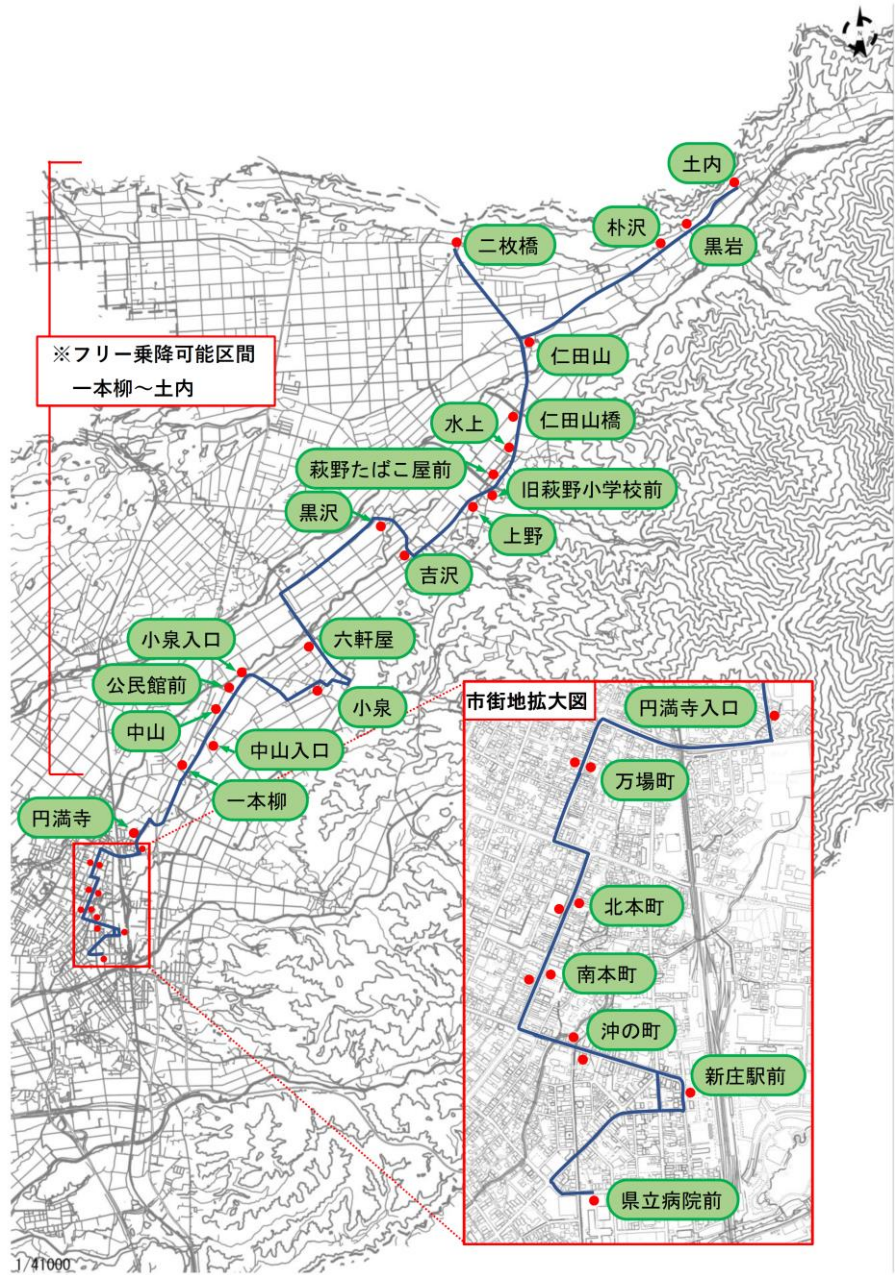 N
土内
朴沢
黒岩
二枚橋
※フリー乗降可能区間
一本柳～土内
仁田山
水上
仁田山橋
萩野たばこ屋前
旧萩野小学校前
黒沢
上野
吉沢
小泉入口
六軒屋
公民館前
小泉
中山
中山入口
一本柳
円満寺
市街地拡大図
円満寺入口
万場町
北本町
南本町
沖の町
新庄駅前
県立病院前
1/41000